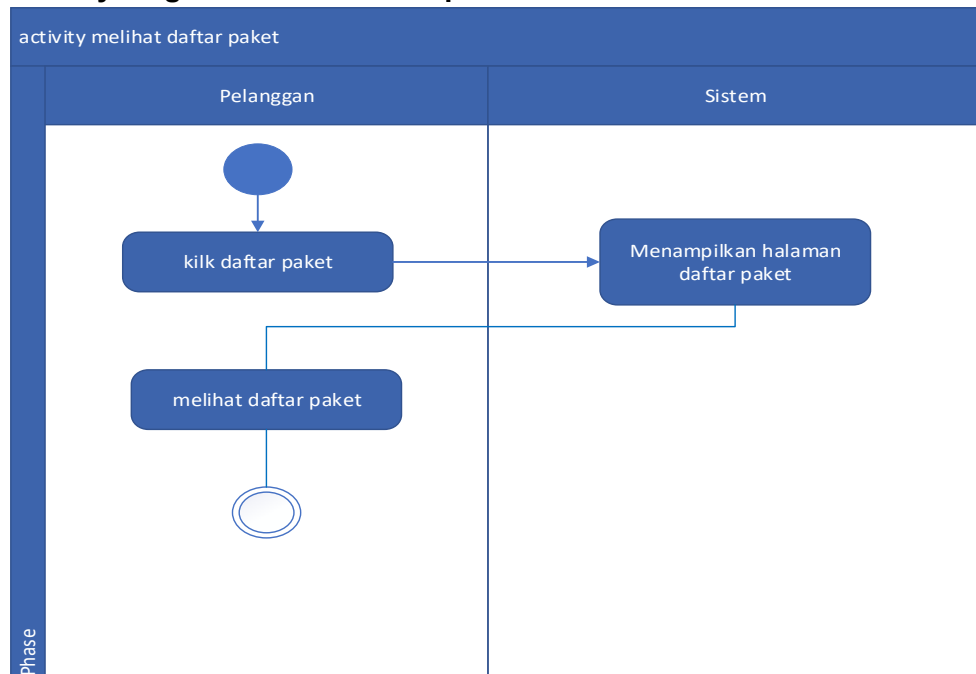 activity melihat daftar paket
Pelanggan
Sistem
kilk daftar paket
Menampilkan halaman
daftar paket
melihat daftar paket
Phase